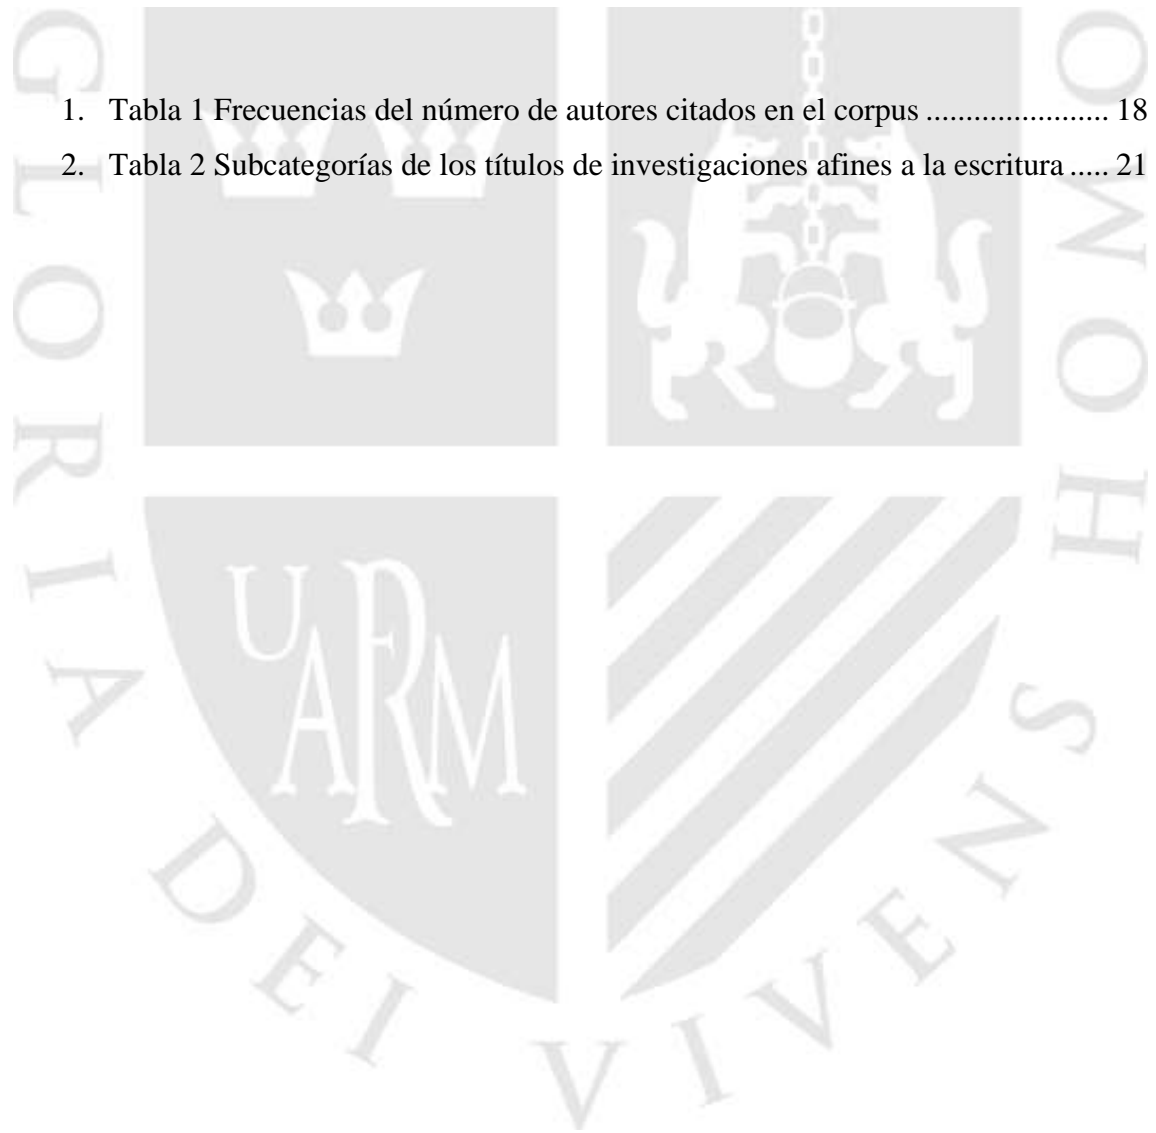 1. Tabla 1 Frecuencias del número de autores citados en el corpus ....................... 18
2. Tabla 2 Subcategorías de los títulos de investigaciones afines a la escritura ..... 21
GLORIA DEI VIVENS HOMO
UARM